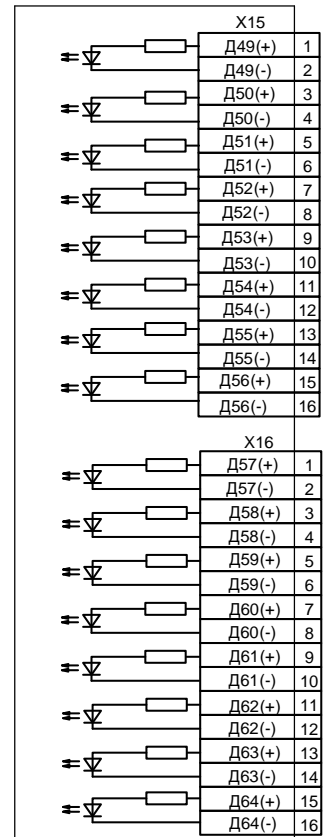 X15
Д49(+) 1
Д49(-) 2
Д50(+) 3
Д50(-) 4
Д51(+) 5
Д51(-) 6
Д52(+) 7
Д52(-) 8
Д53(+) 9
Д53(-) 10
Д54(+) 11
Д54(-) 12
Д55(+) 13
Д55(-) 14
Д56(+) 15
Д56(-) 16
X16
Д57(+) 1
Д57(-) 2
Д58(+) 3
Д58(-) 4
Д59(+) 5
Д59(-) 6
Д60(+) 7
Д60(-) 8
Д61(+) 9
Д61(-) 10
Д62(+) 11
Д62(-) 12
Д63(+) 13
Д63(-) 14
Д64(+) 15
Д64(-) 16